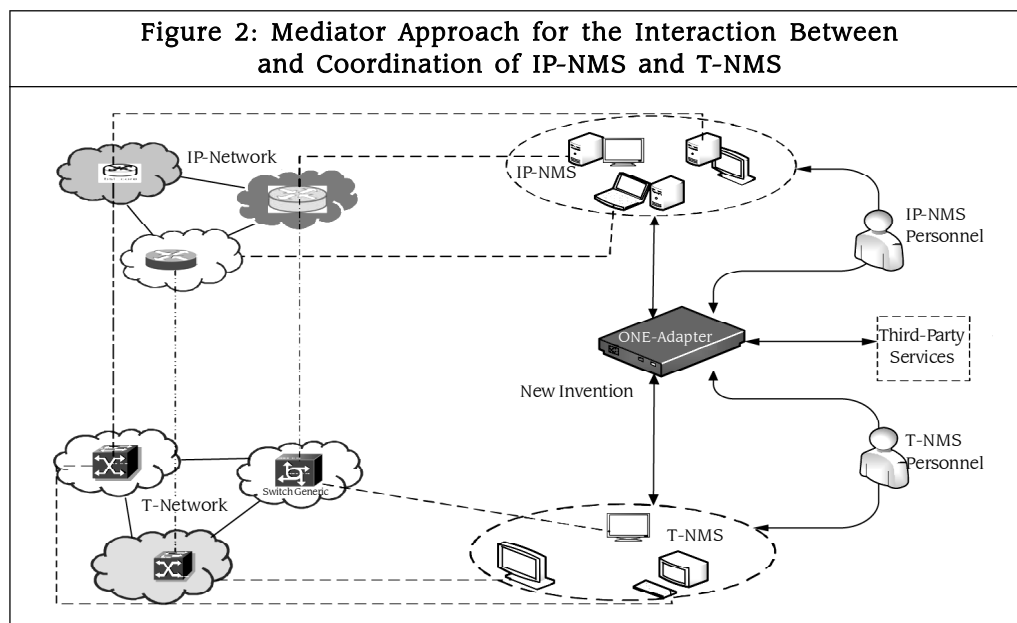 Figure 2: Mediator Approach for the Interaction Between
and Coordination of IP-NMS and T-NMS
IP-Network
IP-NMS
IP-NMS
Personnel
ONE-Adapter
Third-Party
Services
New Invention
T-NMS
Personnel
Switch Generic
T-Network
T-NMS